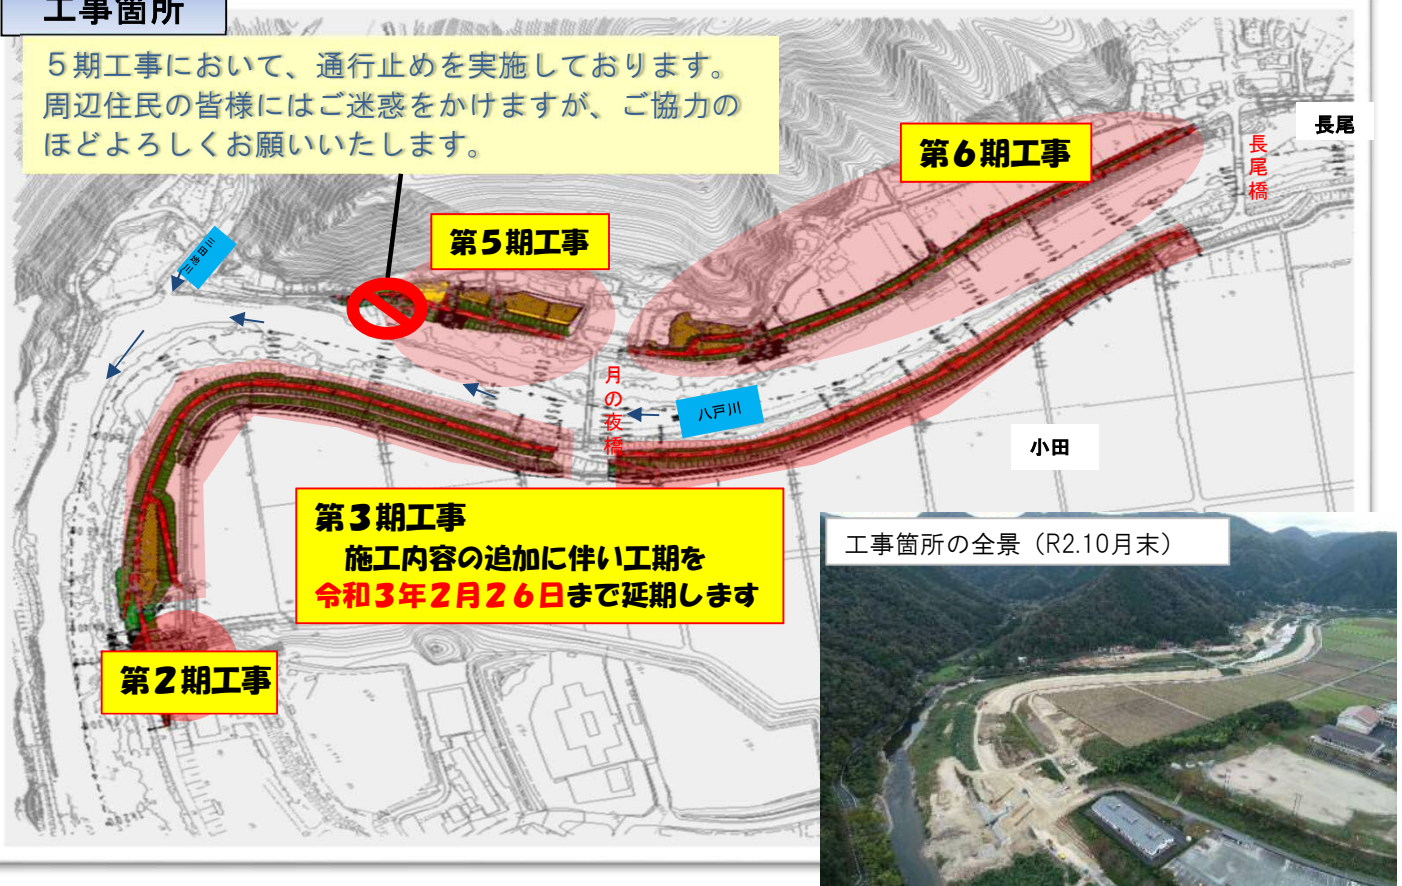 工事箇所
５期工事において、通行止めを実施しております。
周辺住民の皆様にはご迷惑をかけますが、ご協力の
ほどよろしくお願いいたします。
長尾
第６期工事
長尾橋
第５期工事
月の夜橋
八戸川
小田
第３期工事
施工内容の追加に伴い工期を
令和３年２月２６日まで延期します
工事箇所の全景（R2.10月末）
第２期工事